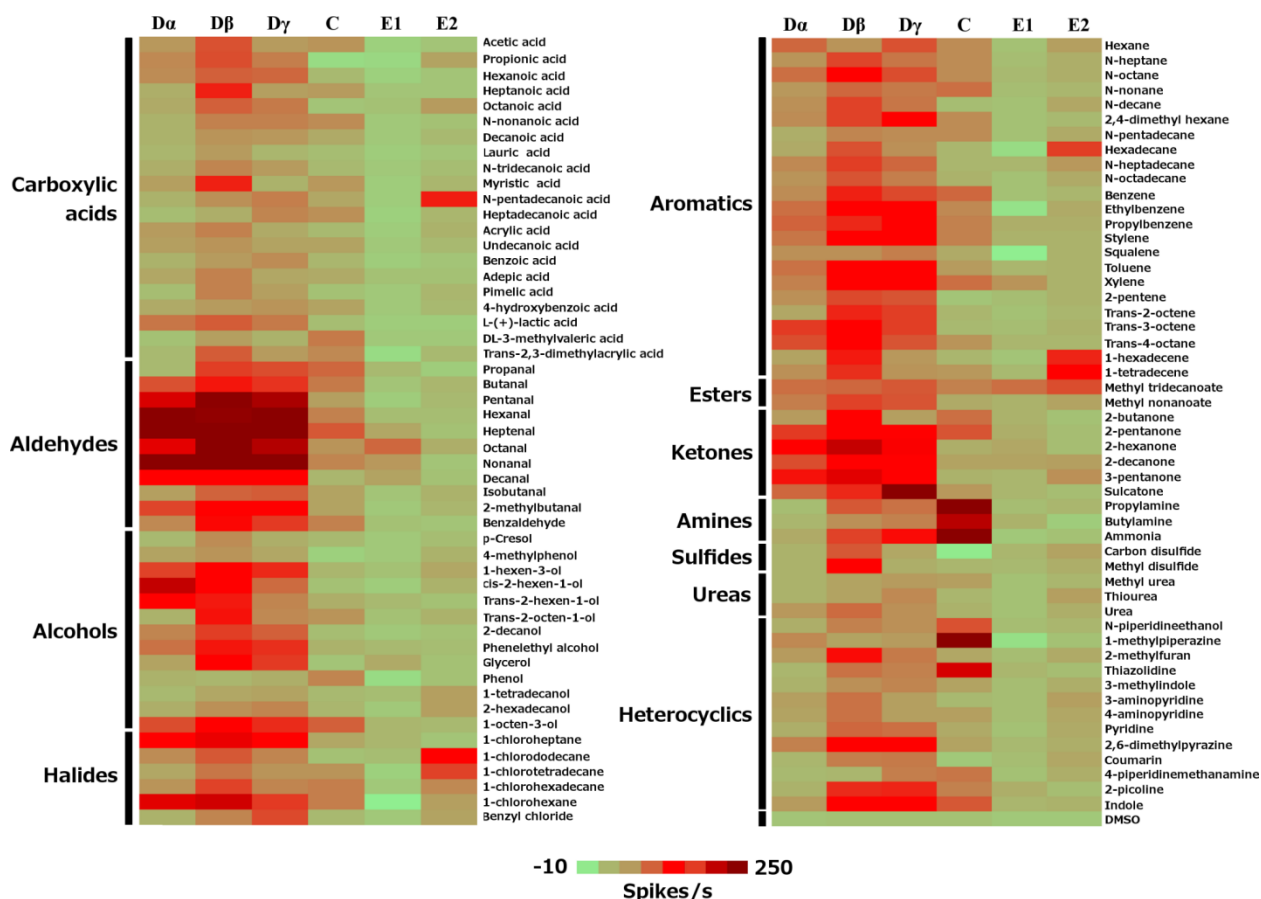 Dα Dβ Dγ C E1 E2
Carboxylic
acids
Acetic acid
Propionic acid
Hexanoic acid
Heptanoic acid
Octanoic acid
N-nonanoic acid
Decanoic acid
Lauric acid
N-tridecanoic acid
Myristic acid
N-pentadecanoic acid
Heptadecanoic acid
Acrylic acid
Undecanoic acid
Benzoic acid
Adepic acid
Pimelic acid
4-hydroxybenzoic acid
L-(+)-lactic acid
DL-3-methylvaleric acid
Trans-2,3-dimethylacrylic acid
Aldehydes
Propanal
Butanal
Pentanal
Hexanal
Heptenal
Octanal
Nonanal
Decanal
Isobutanal
2-methylbutanal
Benzaldehyde
Alcohols
p-Cresol
4-methylphenol
1-hexen-3-ol
cis-2-hexen-1-ol
Trans-2-hexen-1-ol
Trans-2-octen-1-ol
2-decanol
Phenelethyl alcohol
Glycerol
Phenol
1-tetradecanol
2-hexadecanol
1-octen-3-ol
Halides
1-chloroheptane
1-chlorododecane
1-chlorotetradecane
1-chlorohexadecane
1-chlorohexane
Benzyl chloride
Dα Dβ Dγ C E1 E2
Aromatics
Hexane
N-heptane
N-octane
N-nonane
N-decane
2,4-dimethyl hexane
N-pentadecane
Hexadecane
N-heptadecane
N-octadecane
Benzene
Ethylbenzene
Propylbenzene
Stylene
Squalene
Toluene
Xylene
2-pentene
Trans-2-octene
Trans-3-octene
Trans-4-octane
1-hexadecene
1-tetradecene
Esters
Methyl tridecanoate
Methyl nonanoate
Ketones
2-butanone
2-pentanone
2-hexanone
2-decanone
3-pentanone
Sulcatone
Amines
Propylamine
Butylamine
Ammonia
Sulfides
Carbon disulfide
Methyl disulfide
Ureas
Methyl urea
Thiourea
Urea
Heterocyclics
N-piperidineethanol
1-methylpiperazine
2-methylfuran
Thiazolidine
3-methylindole
3-aminopyridine
4-aminopyridine
Pyridine
2,6-dimethylpyrazine
Coumarin
4-piperidinemethanamine
2-picoline
Indole
DMSO
-10 250
Spikes/s